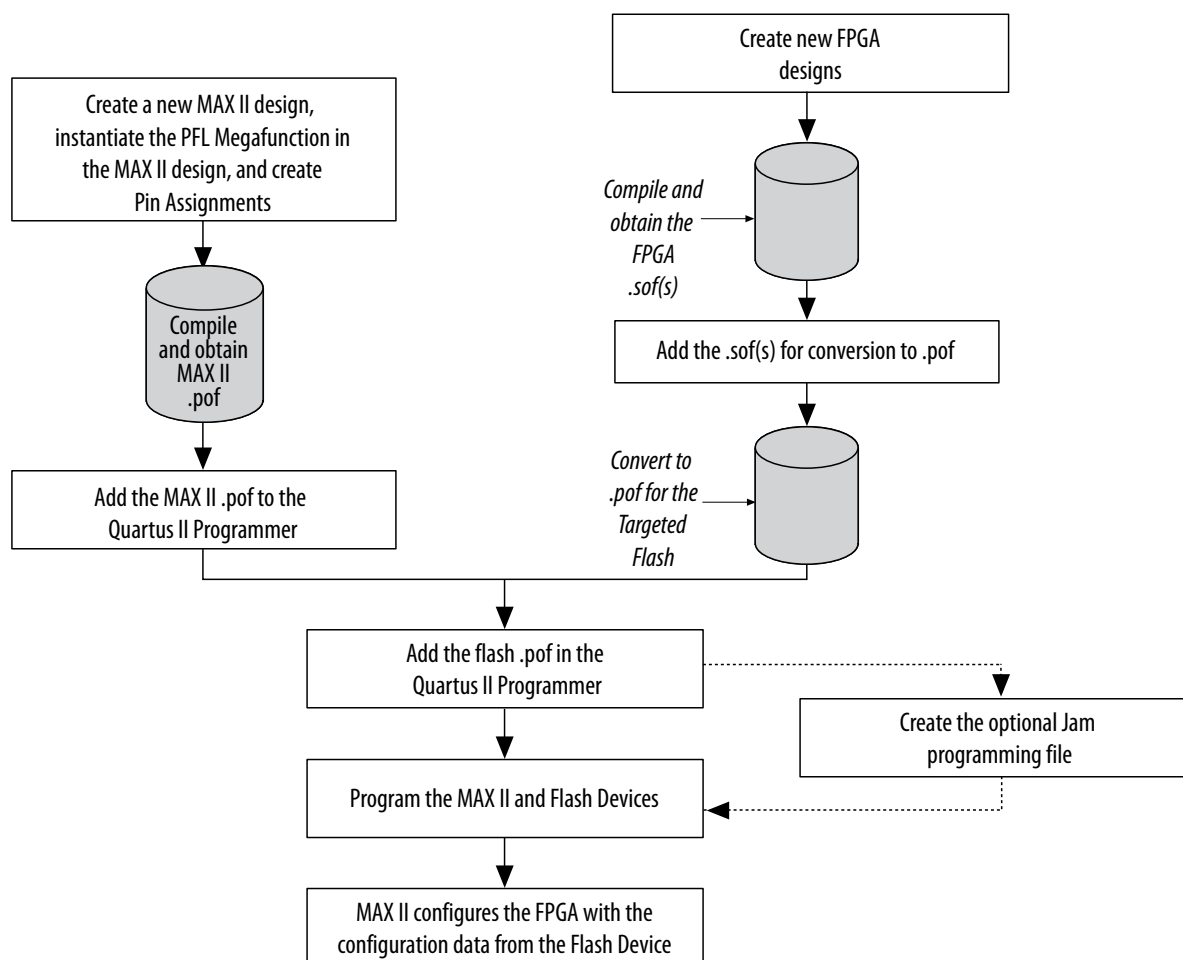 Create a new MAX II design,
instantiate the PFL Megafunction in
the MAX II design, and create
Pin Assignments
Compile
and obtain
MAX II
.pof
Add the MAX II .pof to the
Quartus II Programmer
Create new FPGA
designs
Compile and
obtain the
FPGA
.sof(s)
Add the .sof(s) for conversion to .pof
Convert to
.pof for the
Targeted
Flash
Add the flash .pof in the
Quartus II Programmer
Create the optional Jam
programming file
Program the MAX II and Flash Devices
MAX II configures the FPGA with the
configuration data from the Flash Device